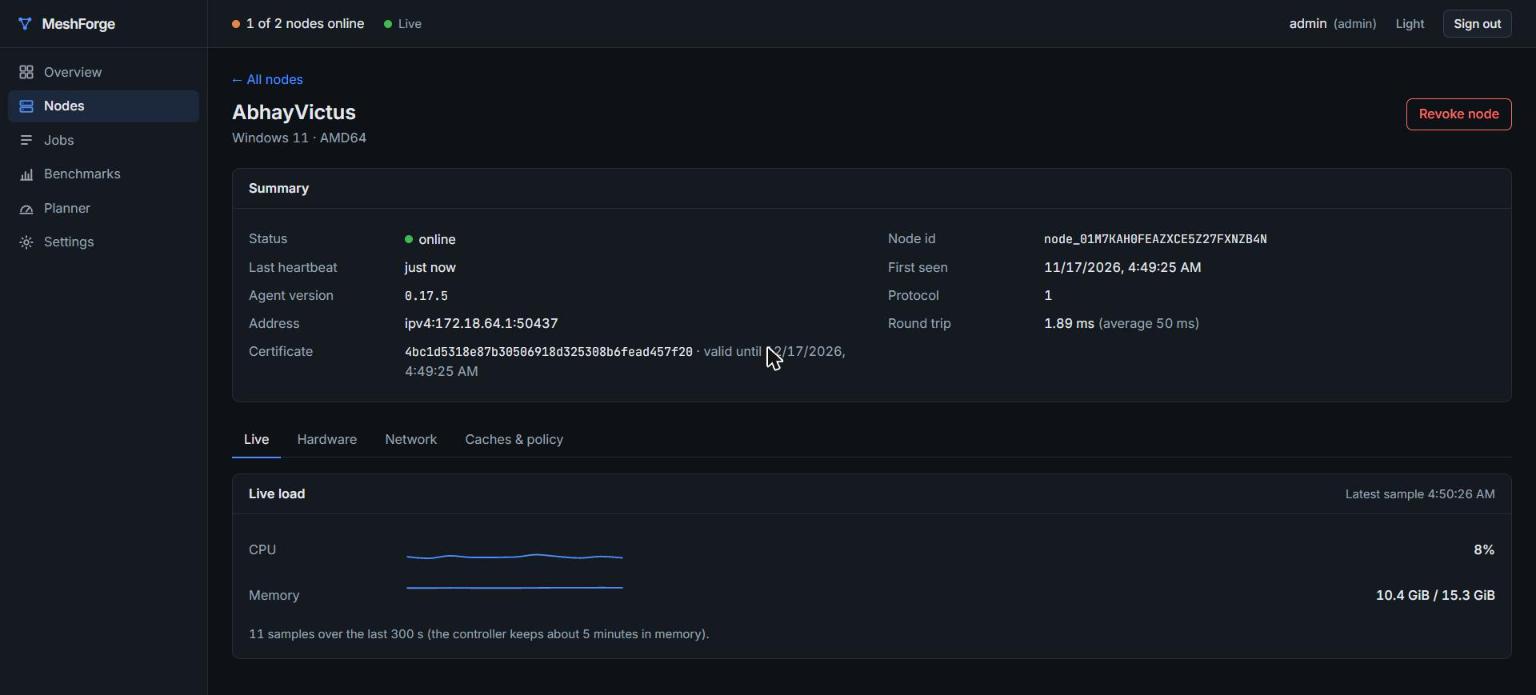 MeshForge
1 of 2 nodes online
Live
admin (admin)
Light
Sign out
Overview
Nodes
Jobs
Benchmarks
Planner
Settings
← All nodes
AbhayVictus
Windows 11 · AMD64
Revoke node
Summary
Status
online
Last heartbeat
just now
Agent version
0.17.5
Address
ipv4:172.18.64.1:50437
Certificate
4bc1d5318e87b30506918d325308b6fead457f20 · valid until 2/17/2026,
4:49:25 AM
Node id
node_01M7KAH0FEAZXCE5Z27FXNZB4N
First seen
11/17/2026, 4:49:25 AM
Protocol
1
Round trip
1.89 ms (average 50 ms)
Live
Hardware
Network
Caches & policy
Live load
Latest sample 4:50:26 AM
CPU
8%
Memory
10.4 GiB / 15.3 GiB
11 samples over the last 300 s (the controller keeps about 5 minutes in memory).